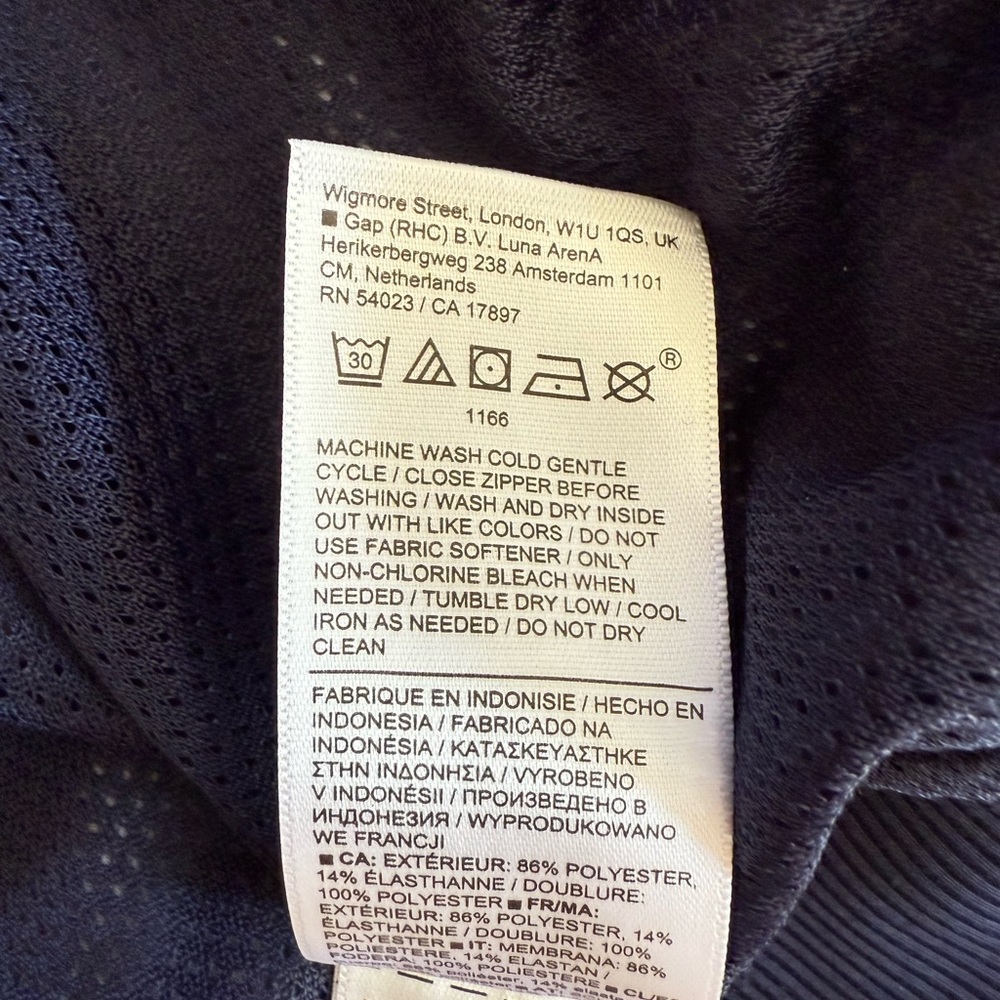 Wigmore Street, London, W1U 1QS, UK
■ Gap (RHC) B.V. Luna ArenA
Herikerbergweg 238 Amsterdam 1101
CM, Netherlands
RN 54023 / CA 17897
30 ®
1166
MACHINE WASH COLD GENTLE
CYCLE / CLOSE ZIPPER BEFORE
WASHING / WASH AND DRY INSIDE
OUT WITH LIKE COLORS / DO NOT
USE FABRIC SOFTENER / ONLY
NON-CHLORINE BLEACH WHEN
NEEDED / TUMBLE DRY LOW / COOL
IRON AS NEEDED / DO NOT DRY
CLEAN
FABRIQUE EN INDONISIE / HECHO EN
INDONESIA / FABRICADO NA
INDONÉSIA / ΚΑΤΑΣΚΕΥΑΣΤΗΚΕ
ΣΤΗΝ ΙΝΔΟΝΗΣΙΑ / VYROBENO
V INDONÉSII / ПРОИЗВЕДЕНО В
ИНДОНЕЗИЯ / WYPRODUKOWANO
WE FRANCJI
■ CA: EXTÉRIEUR: 86% POLYESTER,
14% ÉLASTHANNE / DOUBLURE:
100% POLYESTER ■ FR/MA:
EXTÉRIEUR: 86% POLYESTER, 14%
ÉLASTHANNE / DOUBLURE: 100%
POLYESTER ■ IT: MEMBRANA: 86%
POLIESTERE, 14% ELASTAN /
PODERA: 100% POLIESTERE ■ CL/ES